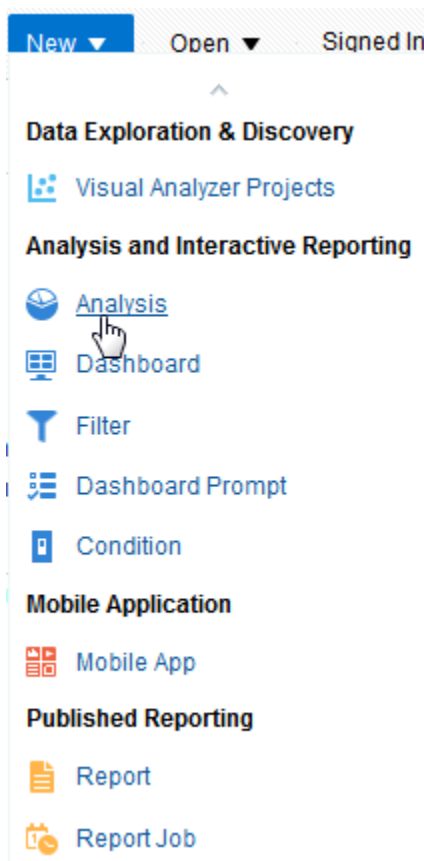 New ▼ Open ▼ Signed In
Data Exploration & Discovery
Visual Analyzer Projects
Analysis and Interactive Reporting
Analysis
Dashboard
Filter
Dashboard Prompt
Condition
Mobile Application
Mobile App
Published Reporting
Report
Report Job